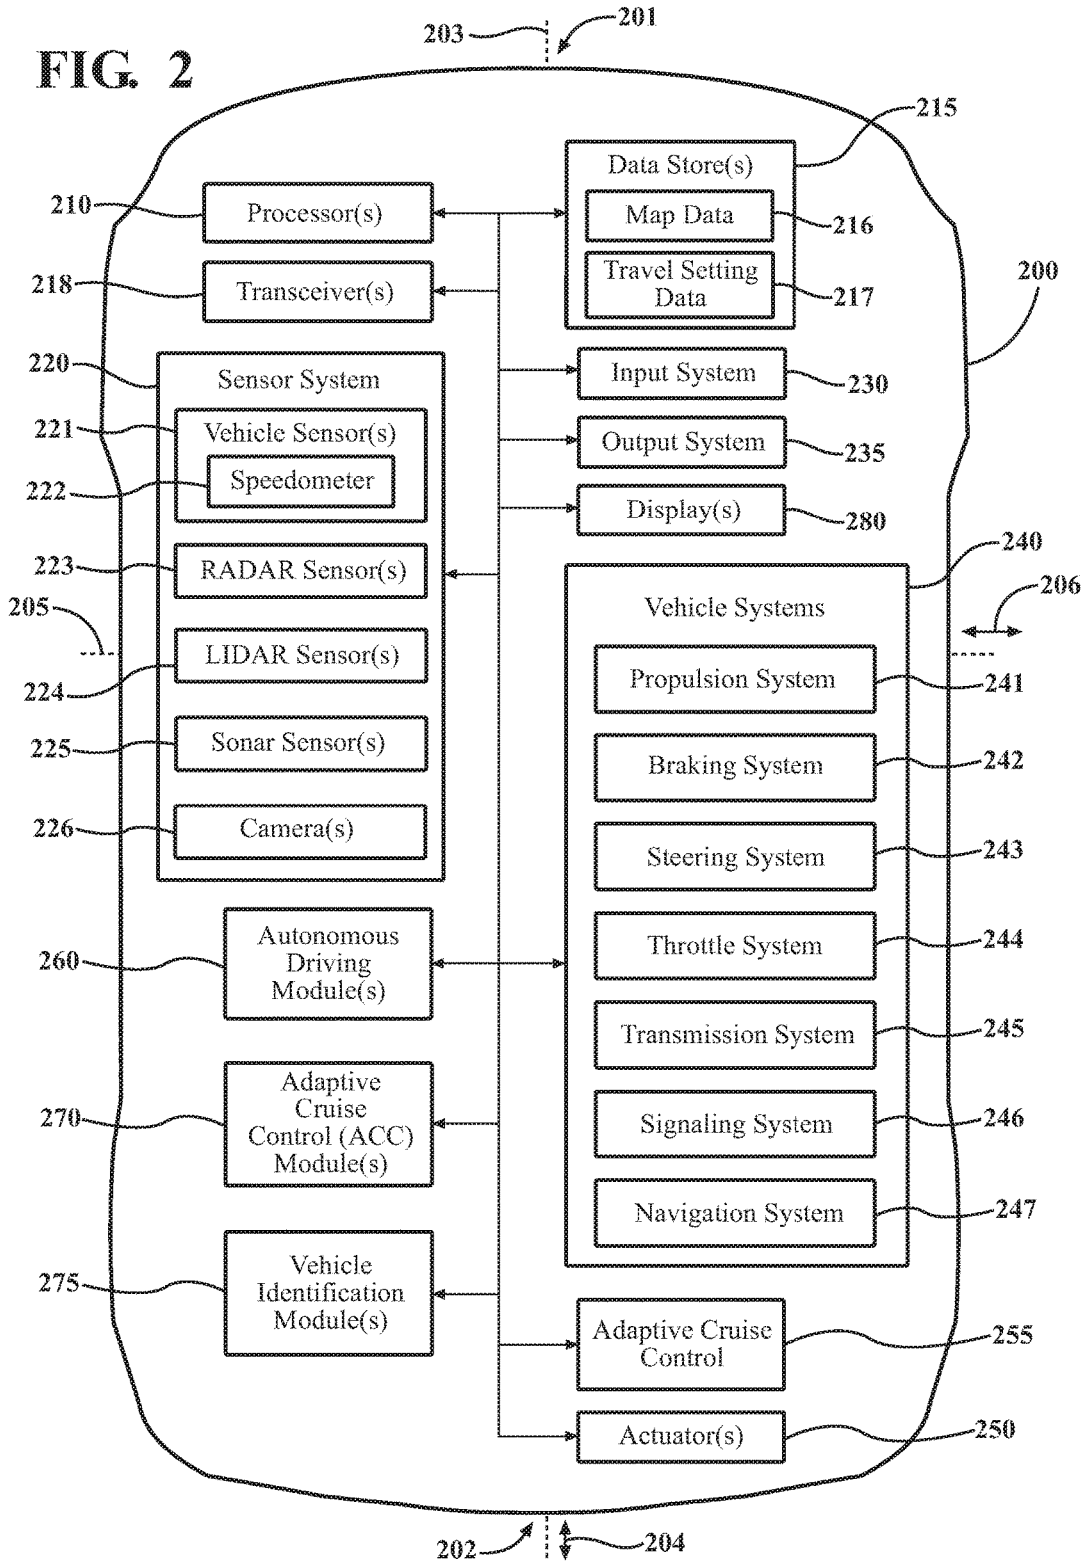 FIG. 2
203
201
215
Data Store(s)
Map Data
216
Travel Setting
Data
217
200
210
Processor(s)
218
Transceiver(s)
220
Sensor System
221
Vehicle Sensor(s)
222
Speedometer
223
RADAR Sensor(s)
205
LIDAR Sensor(s)
224
225
Sonar Sensor(s)
226
Camera(s)
Input System
230
Output System
235
Display(s)
280
240
206
Vehicle Systems
Propulsion System
241
Braking System
242
Steering System
243
Throttle System
244
Transmission System
245
Signaling System
246
Navigation System
247
260
Autonomous
Driving
Module(s)
270
Adaptive
Cruise
Control (ACC)
Module(s)
275
Vehicle
Identification
Module(s)
Adaptive Cruise
Control
255
Actuator(s)
250
202
204